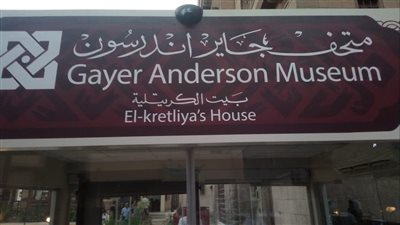 متحف جاير اندرسون
Gayer Anderson Museum
بيت الكريتلية
El-kretliya's House